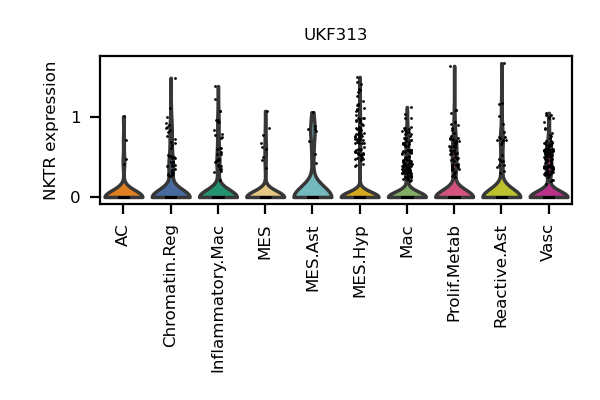 UKF313
NKTR expression
1
0
AC
Chromatin.Reg
Inflammatory.Mac
MES
MES.Ast
MES.Hyp
Mac
Prolif.Metab
Reactive.Ast
Vasc